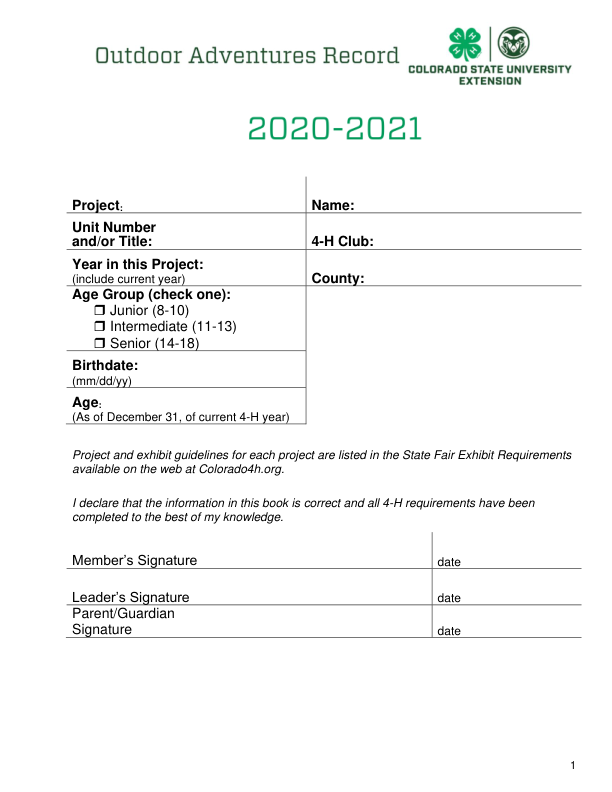 Outdoor Adventures Record
H H H H
COLORADO STATE UNIVERSITY
EXTENSION
2020-2021
Project:
Name:
Unit Number
and/or Title:
4-H Club:
Year in this Project:
(include current year)
County:
Age Group (check one):
❒ Junior (8-10)
❒ Intermediate (11-13)
❒ Senior (14-18)
Birthdate:
(mm/dd/yy)
Age:
(As of December 31, of current 4-H year)
Project and exhibit guidelines for each project are listed in the State Fair Exhibit Requirements
available on the web at Colorado4h.org.
I declare that the information in this book is correct and all 4-H requirements have been
completed to the best of my knowledge.
Member’s Signature
date
Leader’s Signature
date
Parent/Guardian
Signature
date
1